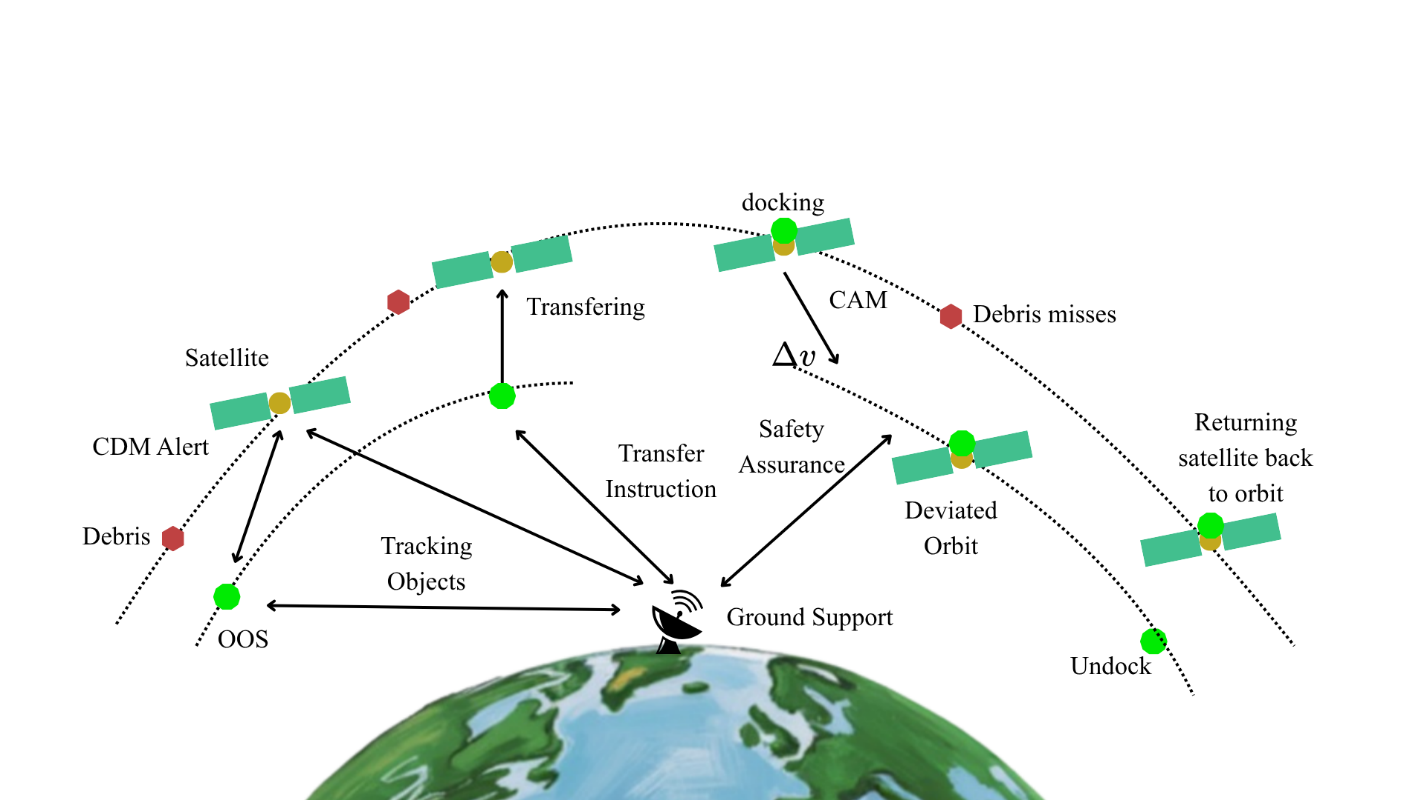 docking
Transfering
CAM
Debris misses
Satellite
Δv
CDM Alert
Safety
Assurance
Transfer
Instruction
Returning
satellite back
to orbit
Debris
Tracking
Objects
Deviated
Orbit
OOS
Ground Support
Undock